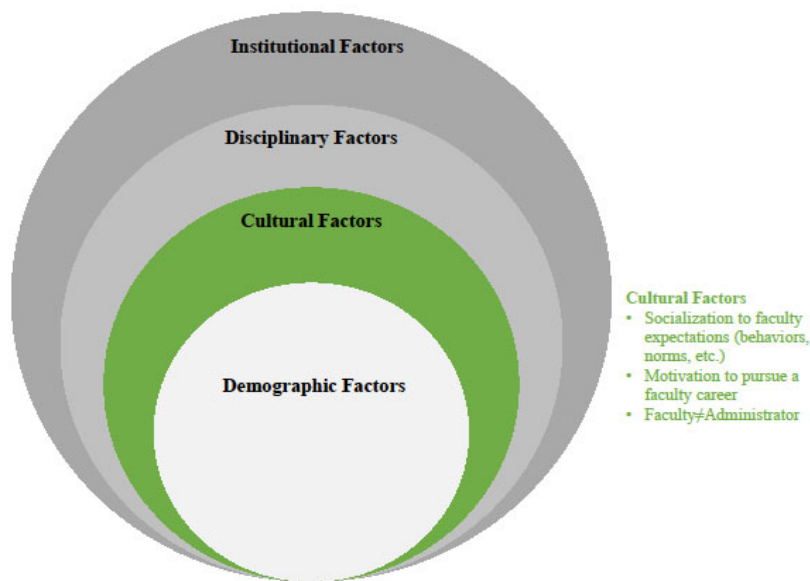 Institutional Factors
Disciplinary Factors
Cultural Factors
Demographic Factors
Cultural Factors
• Socialization to faculty
expectations (behaviors,
norms, etc.)
• Motivation to pursue a
faculty career
• Faculty≠Administrator